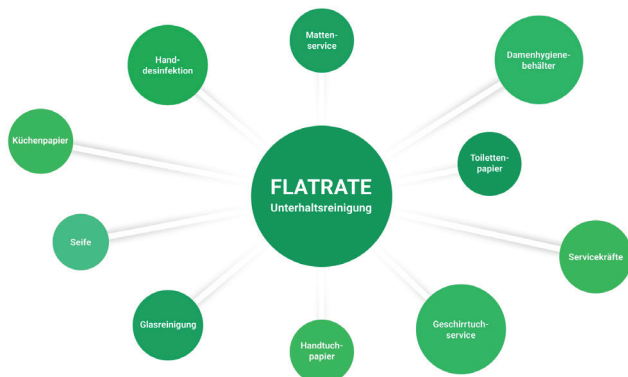 Matten-
service
Hand-
desinfektion
Damenhygiene-
behälter
Küchenpapier
Toiletten-
papier
FLATRATE
Unterhaltsreinigung
Seife
Servicekräfte
Glasreinigung
Geschirrtuch-
service
Handtuch-
papier